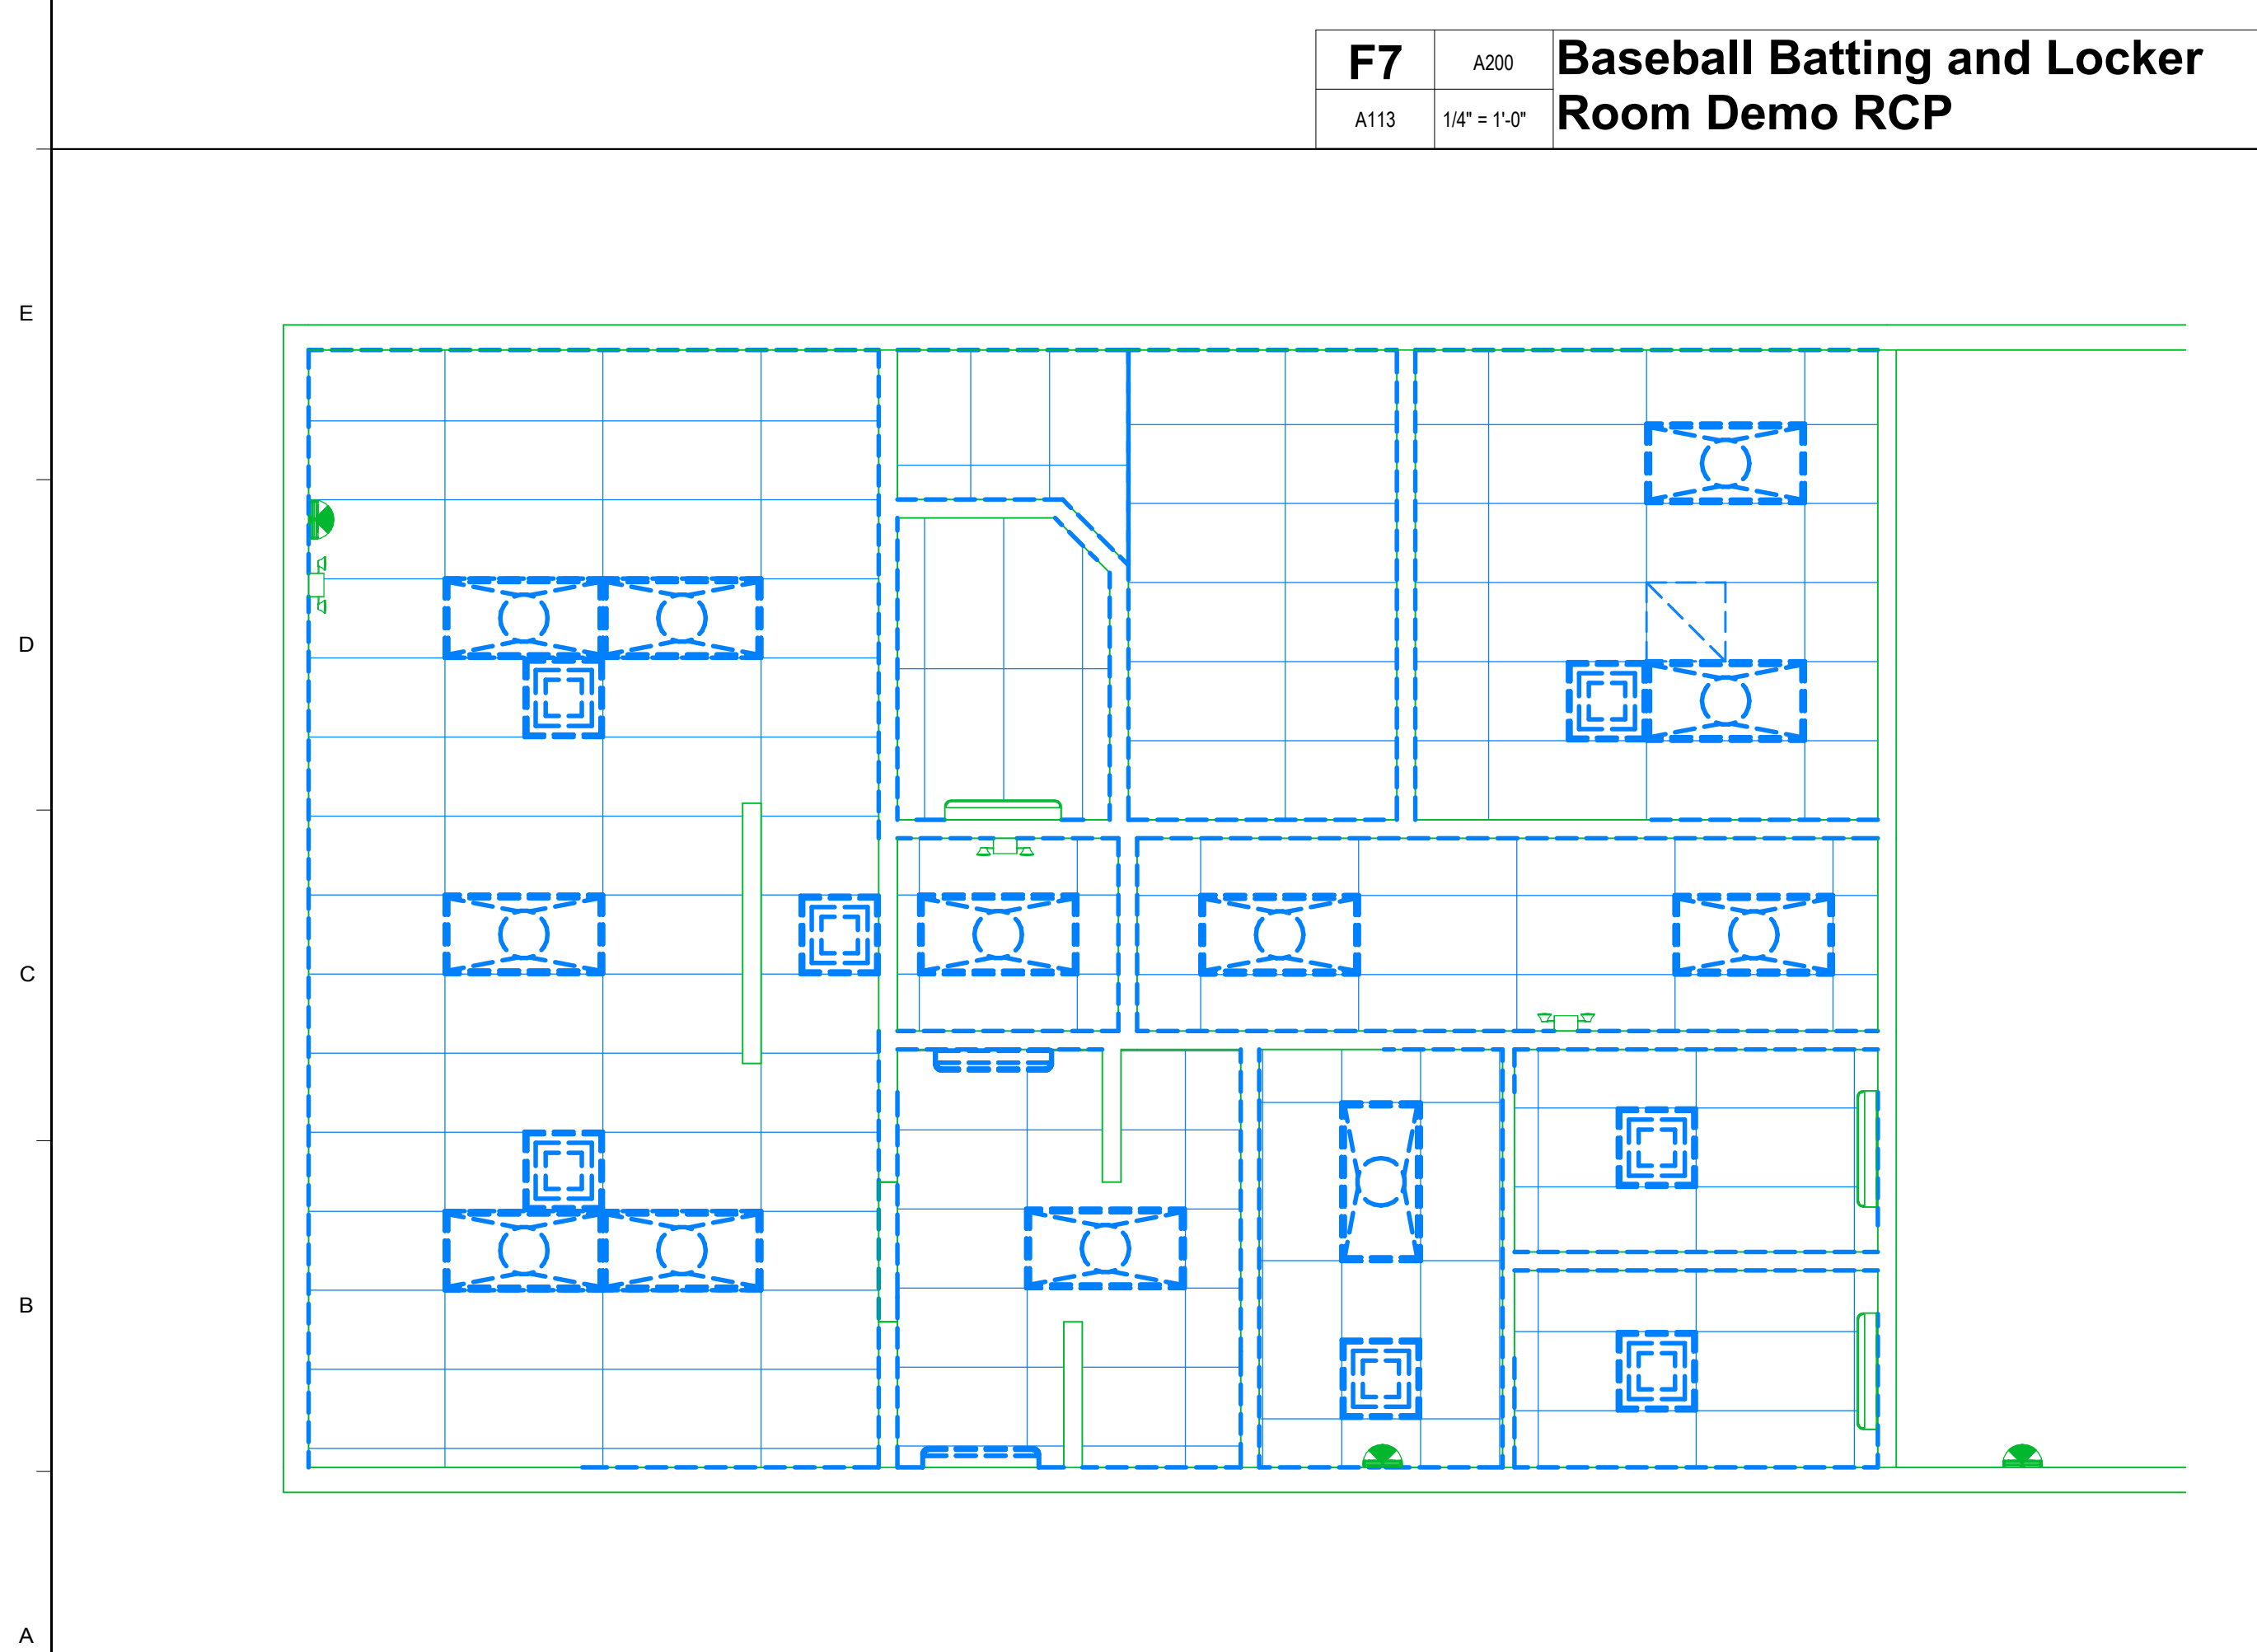 F7
A200
Baseball Batting and Locker
Room Demo RCP
A113
1/4" = 1'-0"
E
D
C
B
A